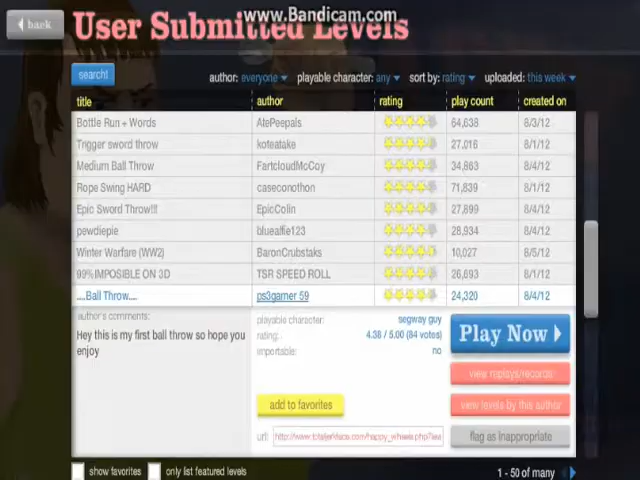 back
www.Bandicam.com
User Submitted Levels
search!
author: everyone
playable character: any
sort by: rating
uploaded: this week
title author rating play count created on
Bottle Run + Words AtePeepals 64,638 8/3/12
Trigger sword throw koteatake 27,016 8/4/12
Medium Ball Throw FartcloudMcCoy 34,863 8/4/12
Rope Swing HARD caseconothon 71,839 8/1/12
Epic Sword Throw!!! EpicColin 27,899 8/4/12
pewdiepie bluealfie123 28,934 8/4/12
Winter Warfare (WW2) BaronCrubstaks 10,027 8/5/12
99%IMPOSIBLE ON 3D TSR SPEED ROLL 26,693 8/1/12
....Ball Throw.... ps3gamer 59 24,320 8/4/12
author's comments:
Hey this is my first ball throw so hope you
enjoy
playable character: segway guy
rating: 4.38 / 5.00 (84 votes)
importable: no
add to favorites
url:
Play Now
view replays/records
view levels by this author
flag as inappropriate
show favorites
only list featured levels
1 - 50 of many